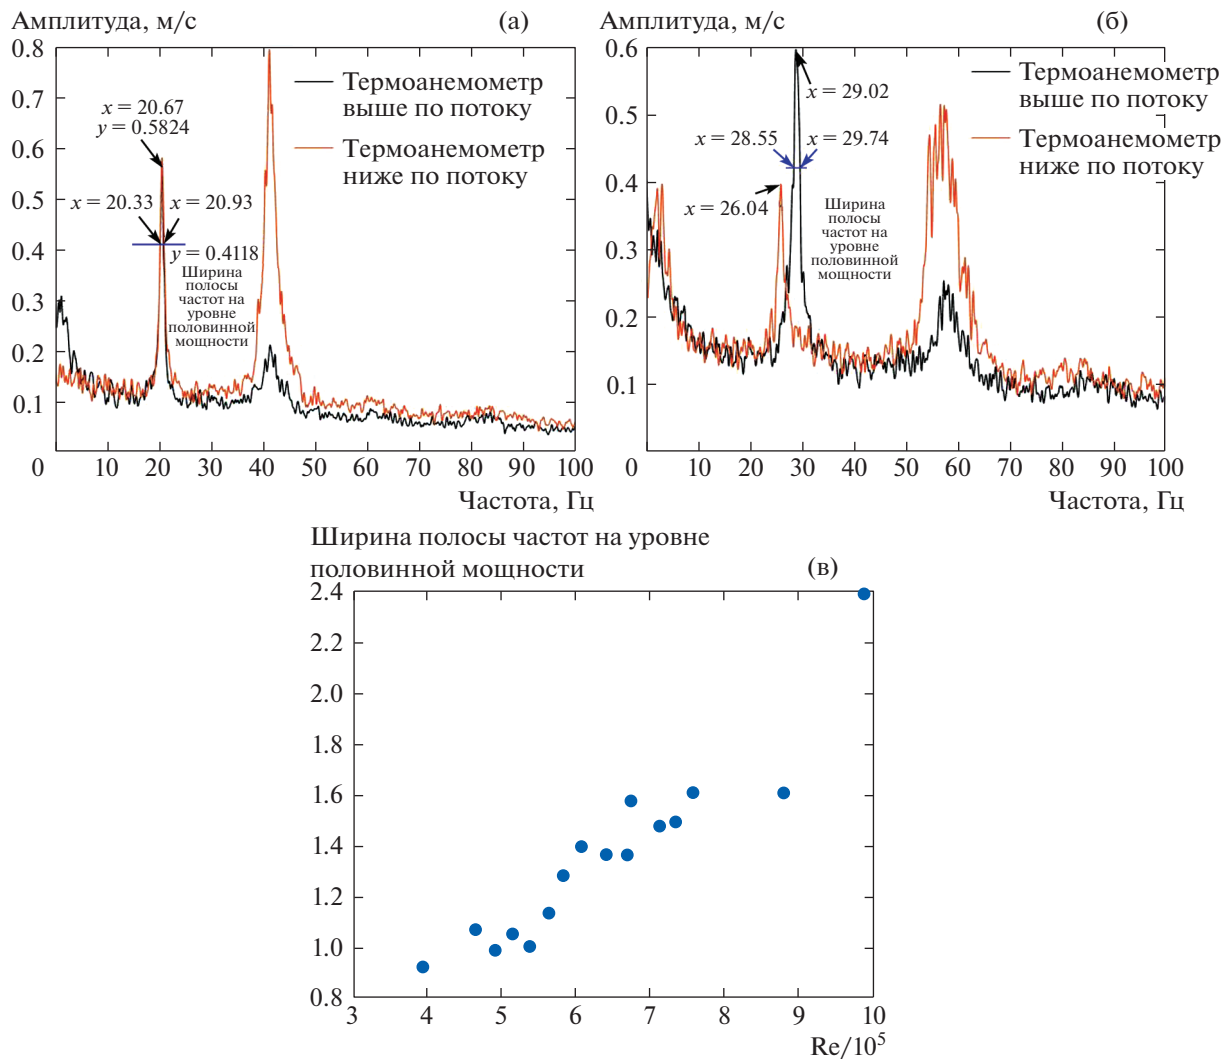 Амплитуда, м/с
(а)
0.8
0.7
0.6
0.5
0.4
0.3
0.2
0.1
0
10 20 30 40 50 60 70 80 90 100
Частота, Гц
x = 20.67
y = 0.5824
x = 20.33
x = 20.93
y = 0.4118
Ширина
полосы
частот на
уровне
половинной
мощности
Термоанемометр
выше по потоку
Термоанемометр
ниже по потоку
Амплитуда, м/с
(б)
0.6
0.5
0.4
0.3
0.2
0.1
0
10 20 30 40 50 60 70 80 90 100
Частота, Гц
x = 29.02
x = 28.55
x = 29.74
x = 26.04
Ширина
полосы
частот на
уровне
половинной
мощности
Термоанемометр
выше по потоку
Термоанемометр
ниже по потоку
Ширина полосы частот на уровне
половинной мощности
(в)
2.4
2.2
2.0
1.8
1.6
1.4
1.2
1.0
0.8
3 4 5 6 7 8 9 10
Re/10⁵